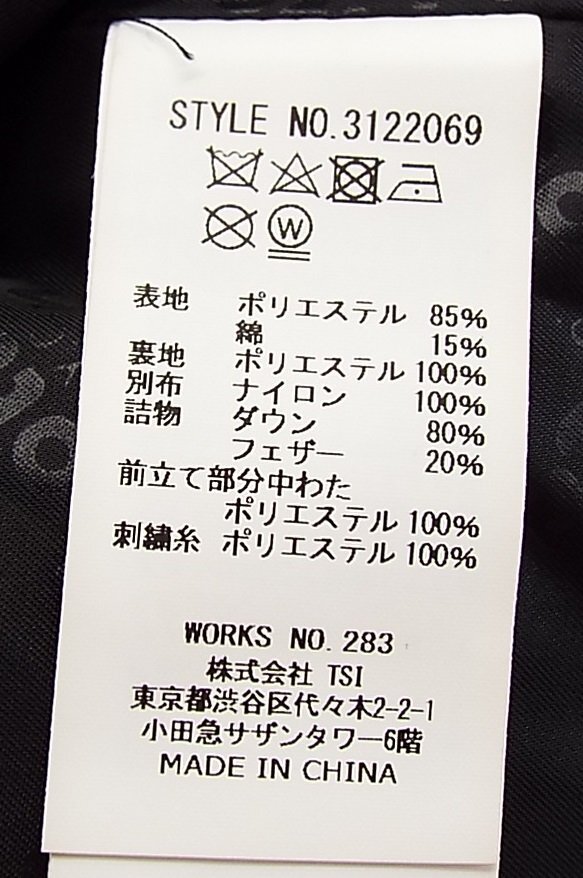 STYLE NO.3122069
W
表地 ポリエステル 85%
綿 15%
裏地 ポリエステル 100%
別布 ナイロン 100%
詰物 ダウン 80%
フェザー 20%
前立て部分中わた
ポリエステル 100%
刺繍糸 ポリエステル 100%
WORKS NO. 283
株式会社 TSI
東京都渋谷区代々木2-2-1
小田急サザンタワー6階
MADE IN CHINA